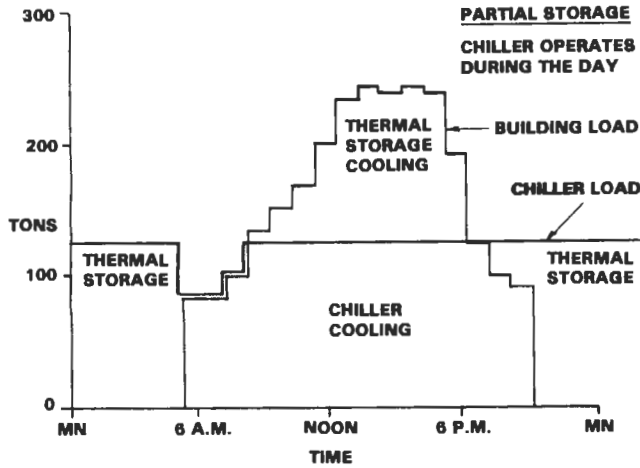 PARTIAL STORAGE
CHILLER OPERATES
DURING THE DAY
300
THERMAL
STORAGE
COOLING
BUILDING LOAD
200
CHILLER LOAD
TONS
THERMAL
STORAGE
THERMAL
STORAGE
100
CHILLER
COOLING
0
MN
6 A.M.
NOON
6 P.M.
MN
TIME